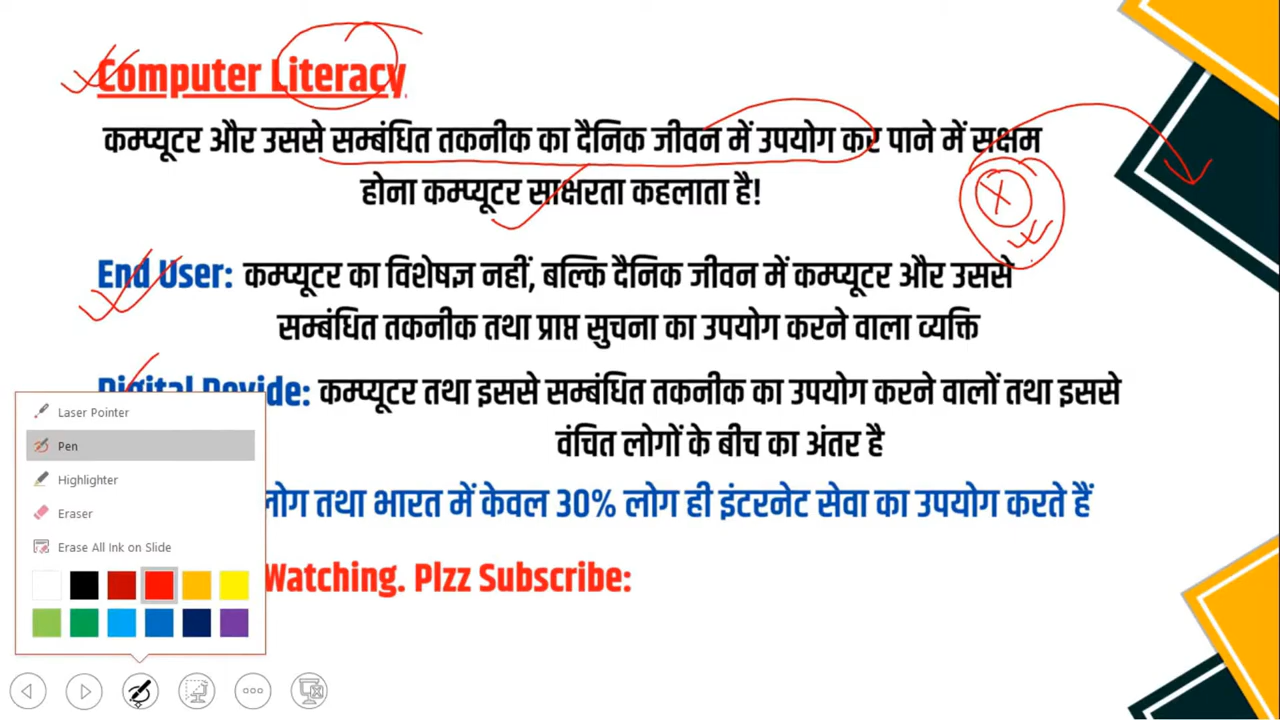 Computer Literacy
कम्प्यूटर और उससे सम्बंधित तकनीक का दैनिक जीवन में उपयोग कर पाने में सक्षम
होना कम्प्यूटर साक्षरता कहलाता है!
End User: कम्प्यूटर का विशेषज्ञ नहीं, बल्कि दैनिक जीवन में कम्प्यूटर और उससे
सम्बंधित तकनीक तथा प्राप्त सुचना का उपयोग करने वाला व्यक्ति
Digital Devide: कम्प्यूटर तथा इससे सम्बंधित तकनीक का उपयोग करने वालों तथा इससे
वंचित लोगों के बीच का अंतर है
लोग तथा भारत में केवल 30% लोग ही इंटरनेट सेवा का उपयोग करते हैं
Watching. Plzz Subscribe:
Laser Pointer
Pen
Highlighter
Eraser
Erase All Ink on Slide